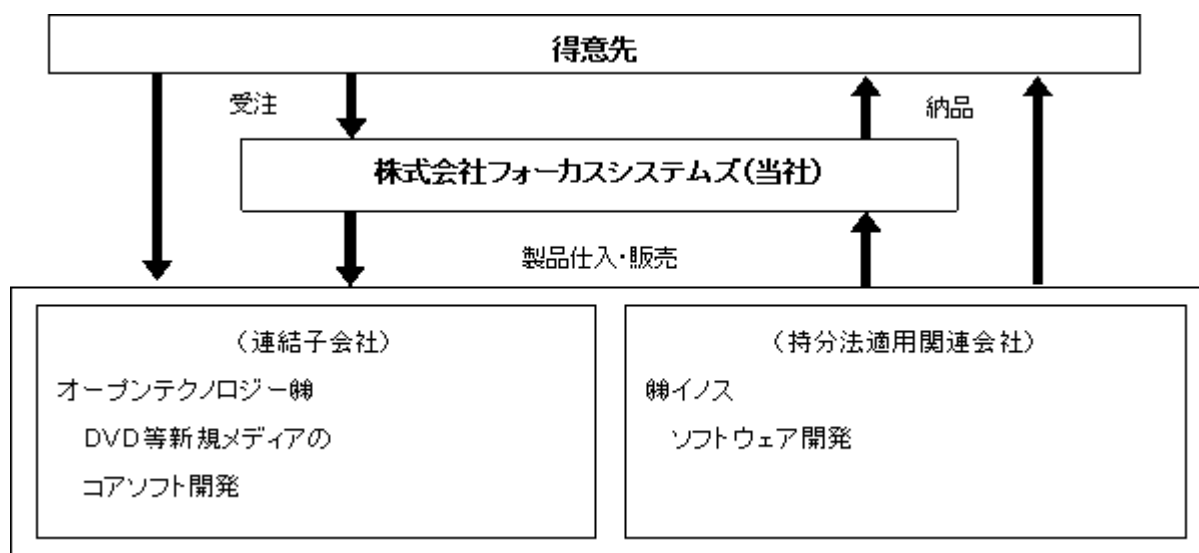 得意先
受注
納品
株式会社フォーカスシステムズ(当社)
製品仕入・販売
(連結子会社)
オープンテクノロジー㈱
DVD等新規メディアの
コアソフト開発
(持分法適用関連会社)
㈱イノス
ソフトウェア開発